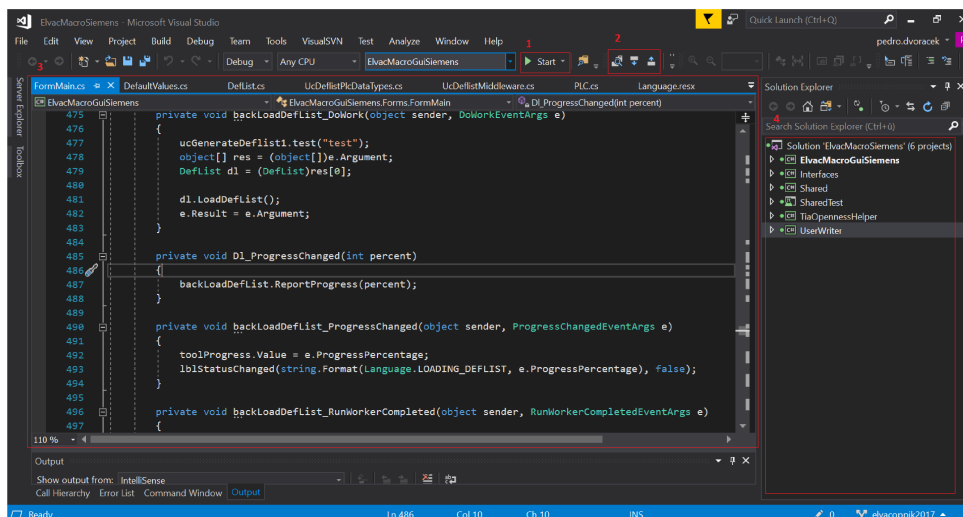 ElvacMacroSiemens - Microsoft Visual Studio
Quick Launch (Ctrl+Q)
File Edit View Project Build Debug Team Tools VisualSVN Test Analyze Window Help
pedro.dvoracek
1
2
3
Debug Any CPU ElvacMacroGuiSiemens Start
Server Explorer
Toolbox
FormMain.cs DefaultValues.cs DefList.cs UcDeflistPlcDataTypes.cs UcDeflistMiddleware.cs PLC.cs Language.resx
ElvacMacroGuiSiemens ElvacMacroGuiSiemens.Forms.FormMain Dl_ProgressChanged(int percent)
475 private void backLoadDefList_DoWork(object sender, DoWorkEventArgs e)
476 {
477 ucGenerateDeflist1.test("test");
478 object[] res = (object[])e.Argument;
479 DefList dl = (DefList)res[0];
480
481 dl.LoadDefList();
482 e.Result = e.Argument;
483 }
484
485 private void Dl_ProgressChanged(int percent)
486 {
487 backLoadDefList.ReportProgress(percent);
488 }
489
490 private void backLoadDefList_ProgressChanged(object sender, ProgressChangedEventArgs e)
491 {
492 toolProgress.Value = e.ProgressPercentage;
493 lblStatusChanged(string.Format(Language.LOADING_DEFLIST, e.ProgressPercentage), false);
494 }
495
496 private void backLoadDefList_RunWorkerCompleted(object sender, RunWorkerCompletedEventArgs e)
497 {
110 %
Solution Explorer
4
Search Solution Explorer (Ctrl+ů)
Solution 'ElvacMacroSiemens' (6 projects)
ElvacMacroGuiSiemens
Interfaces
Shared
SharedTest
TiaOpennessHelper
UserWriter
Output
Show output from: IntelliSense
Call Hierarchy Error List Command Window Output
Ready Ln 486 Col 10 Ch 10 INS 0 elvacopnik2017